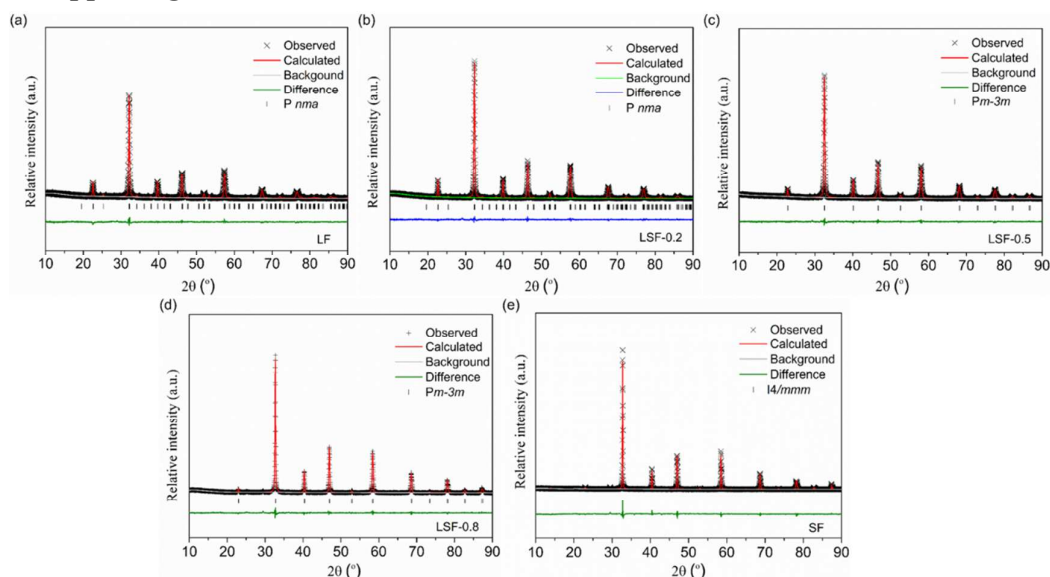 (a)
Relative intensity (a.u.)
× Observed
Calculated
Background
Difference
P nma
LF
10 20 30 40 50 60 70 80 90
2θ (°)
(b)
Relative intensity (a.u.)
× Observed
Calculated
Background
Difference
P nma
LSF-0.2
10 20 30 40 50 60 70 80 90
2θ (°)
(c)
Relative intensity (a.u.)
× Observed
Calculated
Background
Difference
Pm-3m
LSF-0.5
10 20 30 40 50 60 70 80 90
2θ (°)
(d)
Relative intensity (a.u.)
+ Observed
Calculated
Background
Difference
Pm-3m
LSF-0.8
10 20 30 40 50 60 70 80 90
2θ (°)
(e)
Relative intensity (a.u.)
× Observed
Calculated
Background
Difference
I4/mmm
SF
10 20 30 40 50 60 70 80 90
2θ (°)